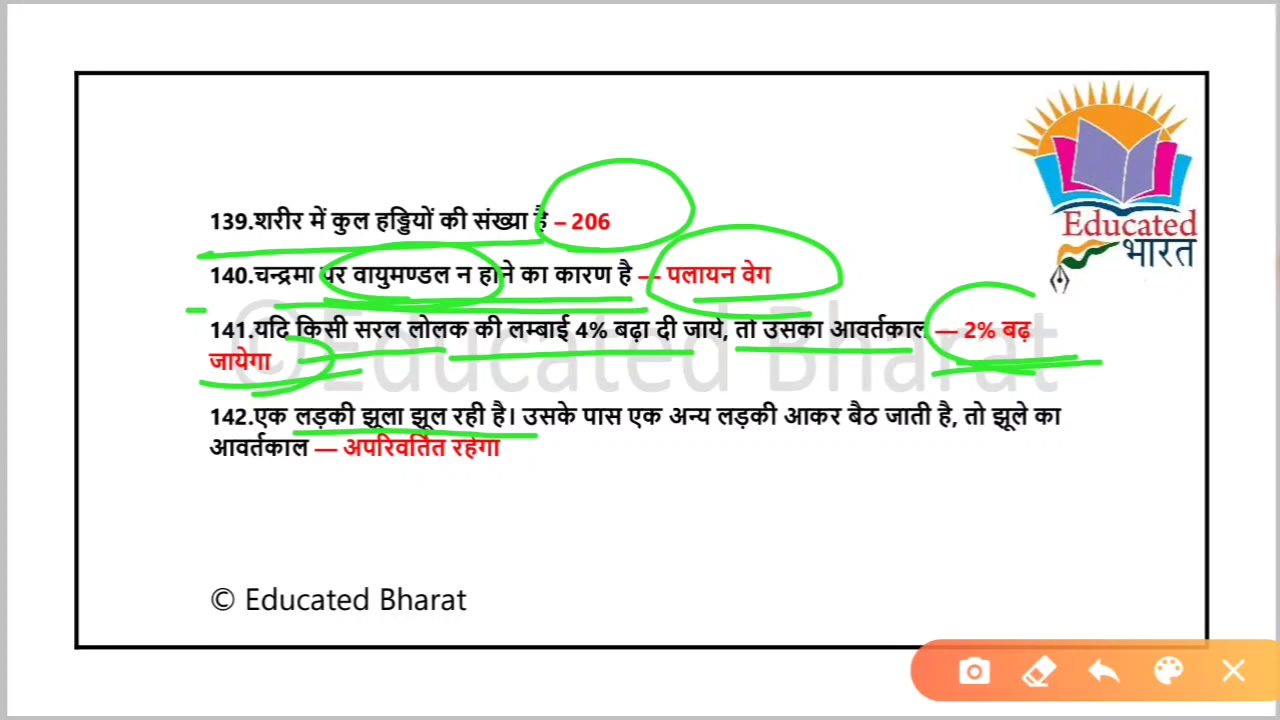 139.शरीर में कुल हड्डियों की संख्या है – 206
140.चन्द्रमा पर वायुमण्डल न होने का कारण है — पलायन वेग
141.यदि किसी सरल लोलक की लम्बाई 4% बढ़ा दी जाये, तो उसका आवर्तकाल — 2% बढ़
जायेगा
142.एक लड़की झूला झूल रही है। उसके पास एक अन्य लड़की आकर बैठ जाती है, तो झूले का
आवर्तकाल — अपरिवर्तित रहेगा
© Educated Bharat
Educated
भारत
© Educated Bharat